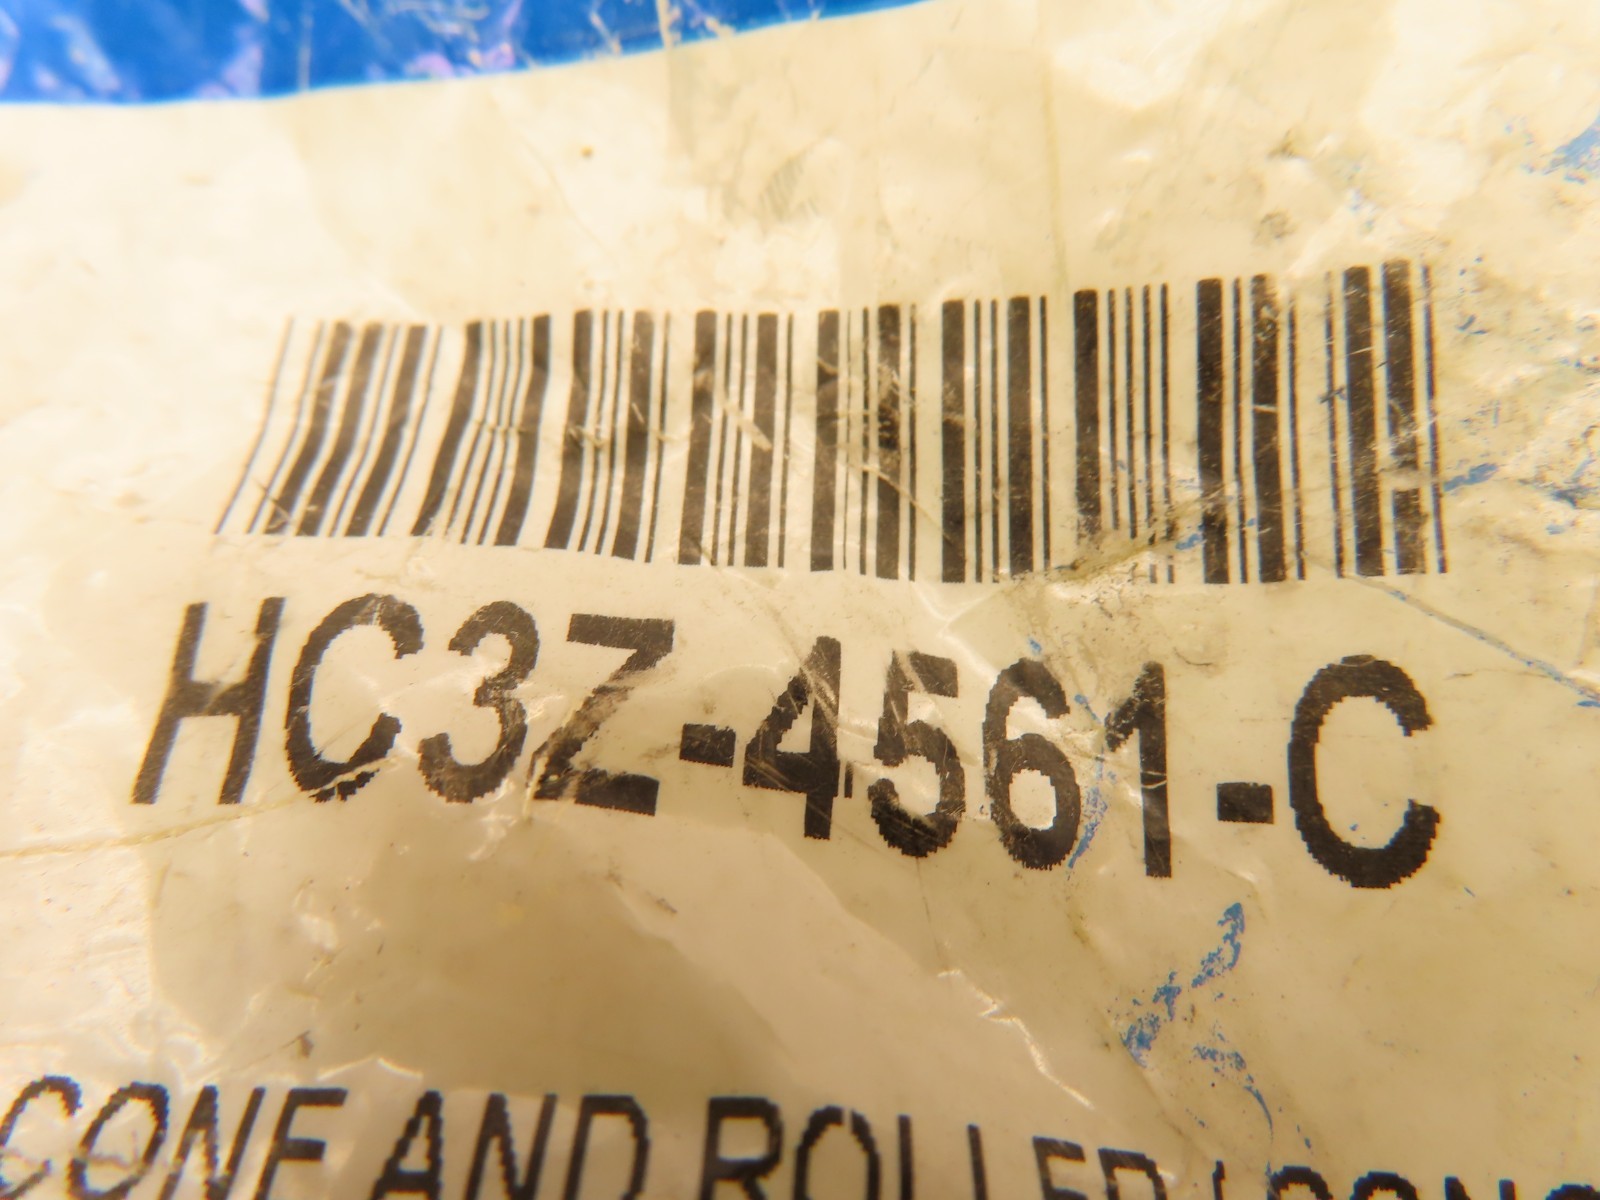 HC3Z-4561-C
CONE AND ROLLER